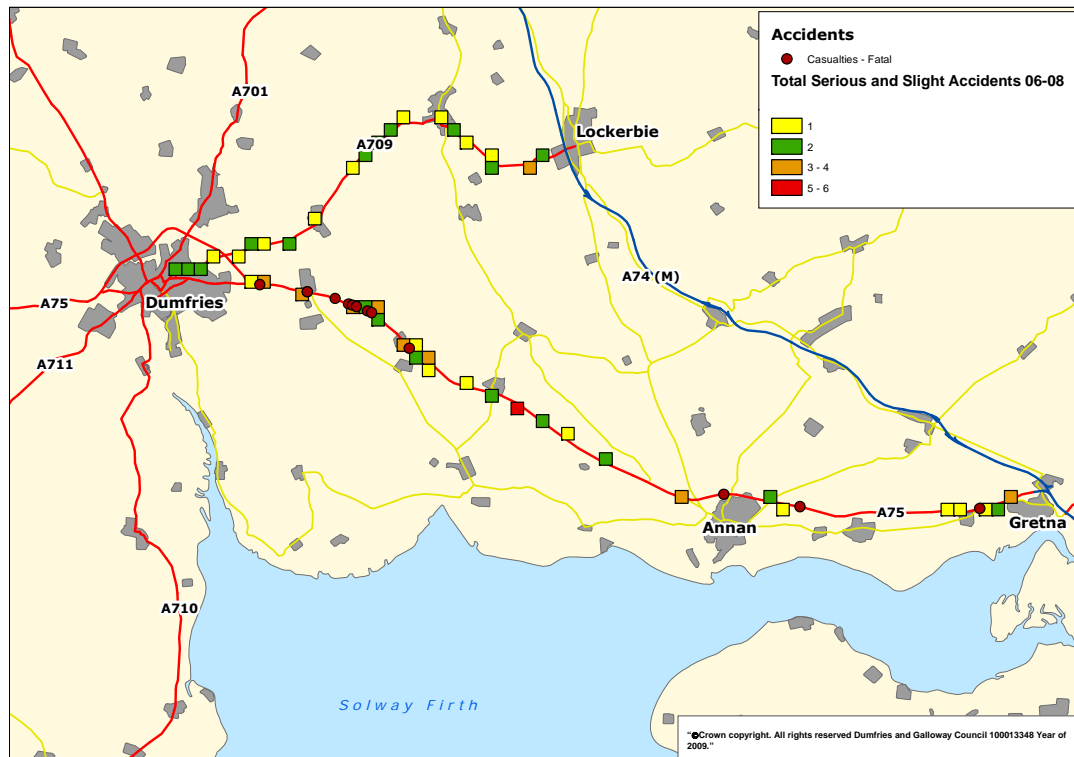 Accidents
Casualties - Fatal
Total Serious and Slight Accidents 06-08
1
2
3 - 4
5 - 6
A701
Lockerbie
A709
A74 (M)
A75
Dumfries
A711
A75
Annan
Gretna
A710
Solway Firth
"©Crown copyright. All rights reserved Dumfries and Galloway Council 100013348 Year of
2009."